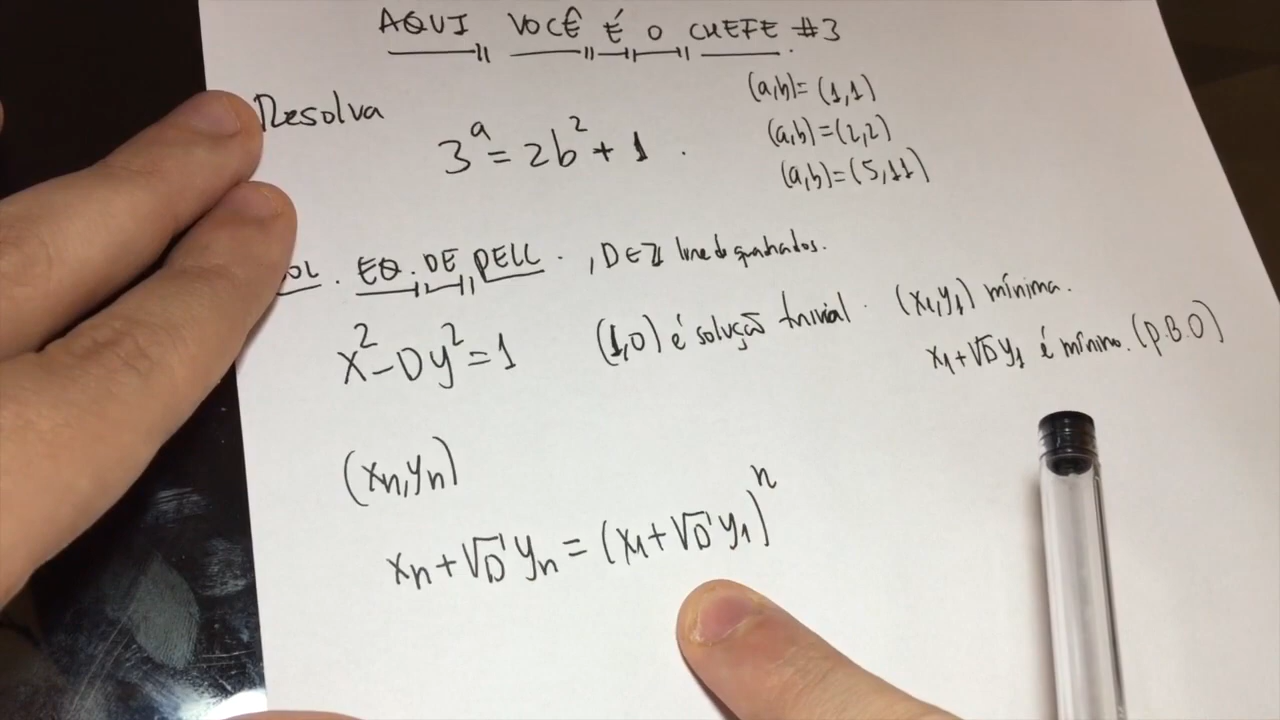 AQUI VOCÊ É O CHEFE #3
Resolva
3^a = 2b^2 + 1 .
(a,b)=(1,1)
(a,b)=(2,2)
(a,b)=(5,11)
OL. EQ. DE PELL. , D ∈ ℤ livre de quadrados.
x^2 - Dy^2 = 1
(1,0) é solução trivial.
(x1,y1) mínima.
x1+√D y1 é mínimo. (P.B.O)
(xn,yn)
xn+√D yn = (x1+√D y1)^n